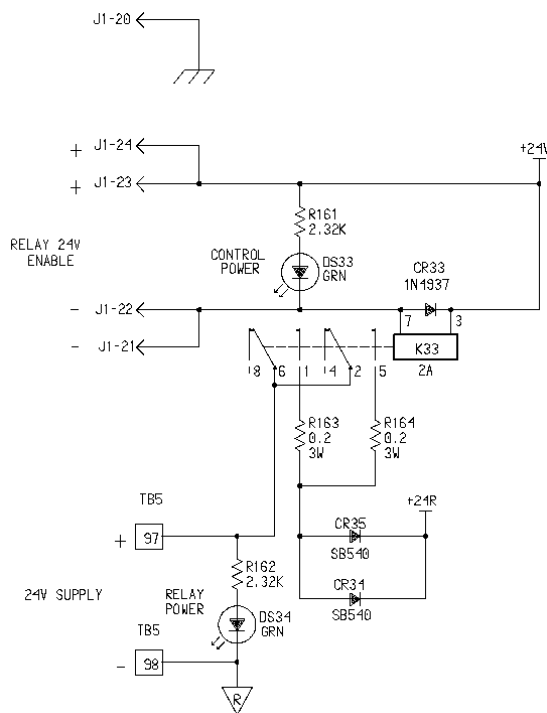 J1-20
+ J1-24
+24V
+ J1-23
R161
2.32K
RELAY 24V
ENABLE
CONTROL
POWER
DS33
GRN
CR33
1N4937
- J1-22
7 3
- J1-21
K33
8 6 1 4 2 5
2A
R163
0.2
3W
R164
0.2
3W
+24R
TB5
+ 97
CR35
SB540
R162
2.32K
CR34
SB540
24V SUPPLY
RELAY
POWER
DS34
GRN
TB5
- 98
R